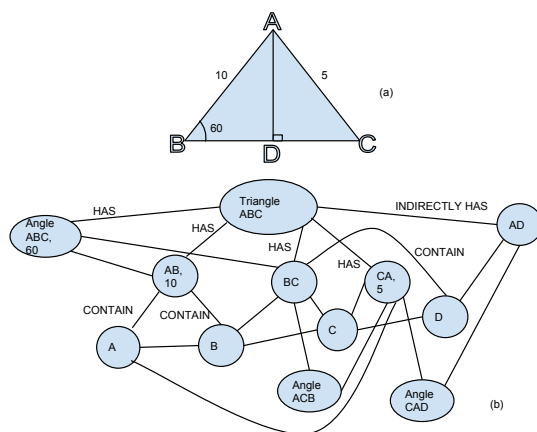 A
10
5
(a)
60
B
D
C
Triangle
ABC
HAS
INDIRECTLY HAS
Angle
ABC,
60
HAS
AD
HAS
CONTAIN
AB,
10
BC
HAS
CA,
5
CONTAIN
CONTAIN
D
A
B
C
Angle
ACB
Angle
CAD
(b)